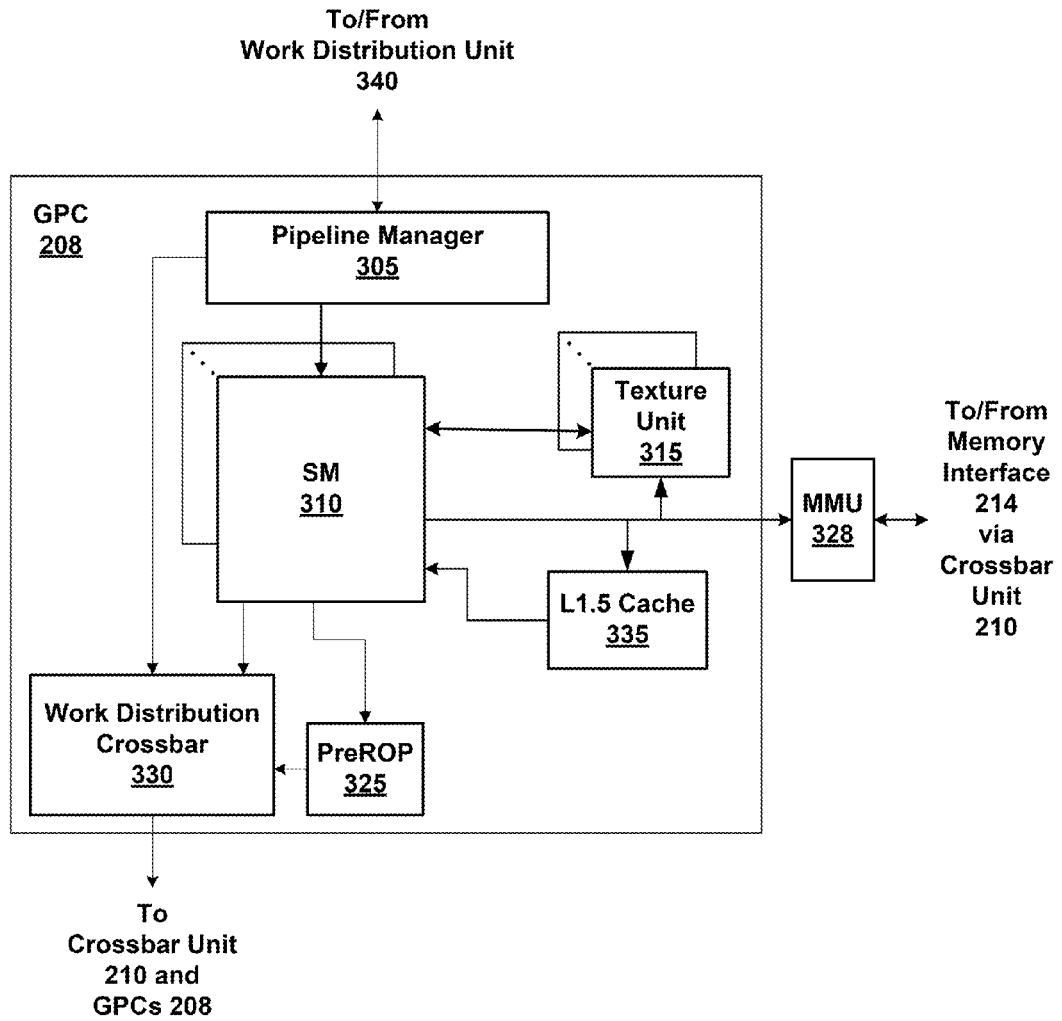 To/From
Work Distribution Unit
340
GPC
208
Pipeline Manager
305
SM
310
Texture
Unit
315
MMU
328
To/From
Memory
Interface
214
via
Crossbar
Unit
210
L1.5 Cache
335
Work Distribution
Crossbar
330
PreROP
325
To
Crossbar Unit
210 and
GPCs 208